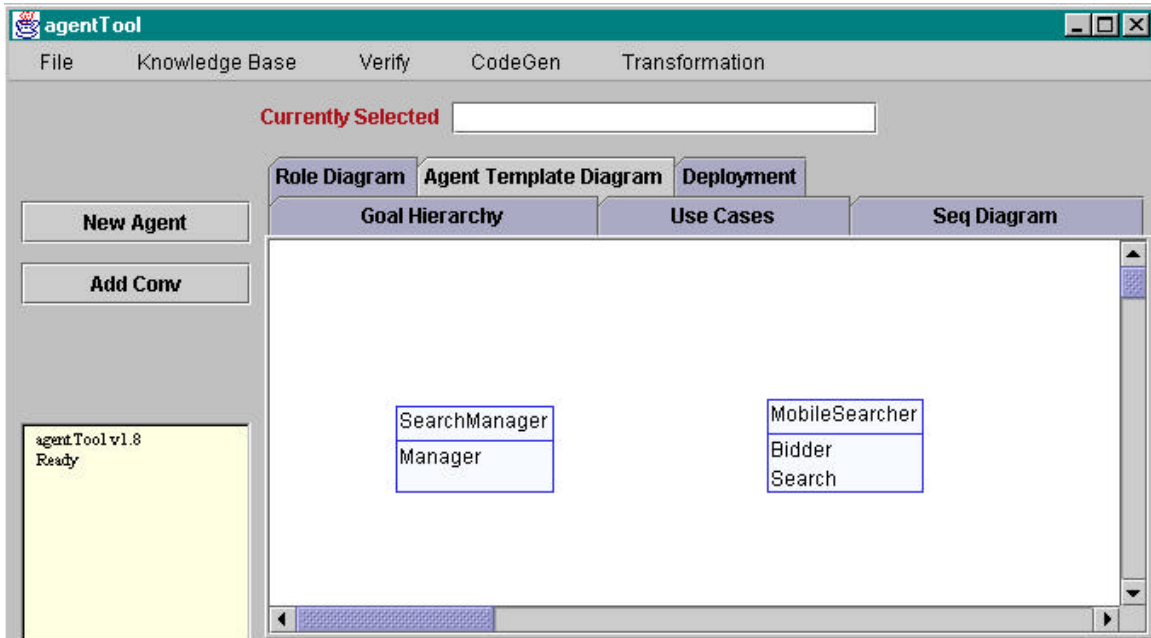 agentTool
File Knowledge Base Verify CodeGen Transformation
Currently Selected
Role Diagram Agent Template Diagram Deployment
Goal Hierarchy Use Cases Seq Diagram
New Agent
Add Conv
SearchManager
Manager
MobileSearcher
Bidder
Search
agentTool v1.8
Ready